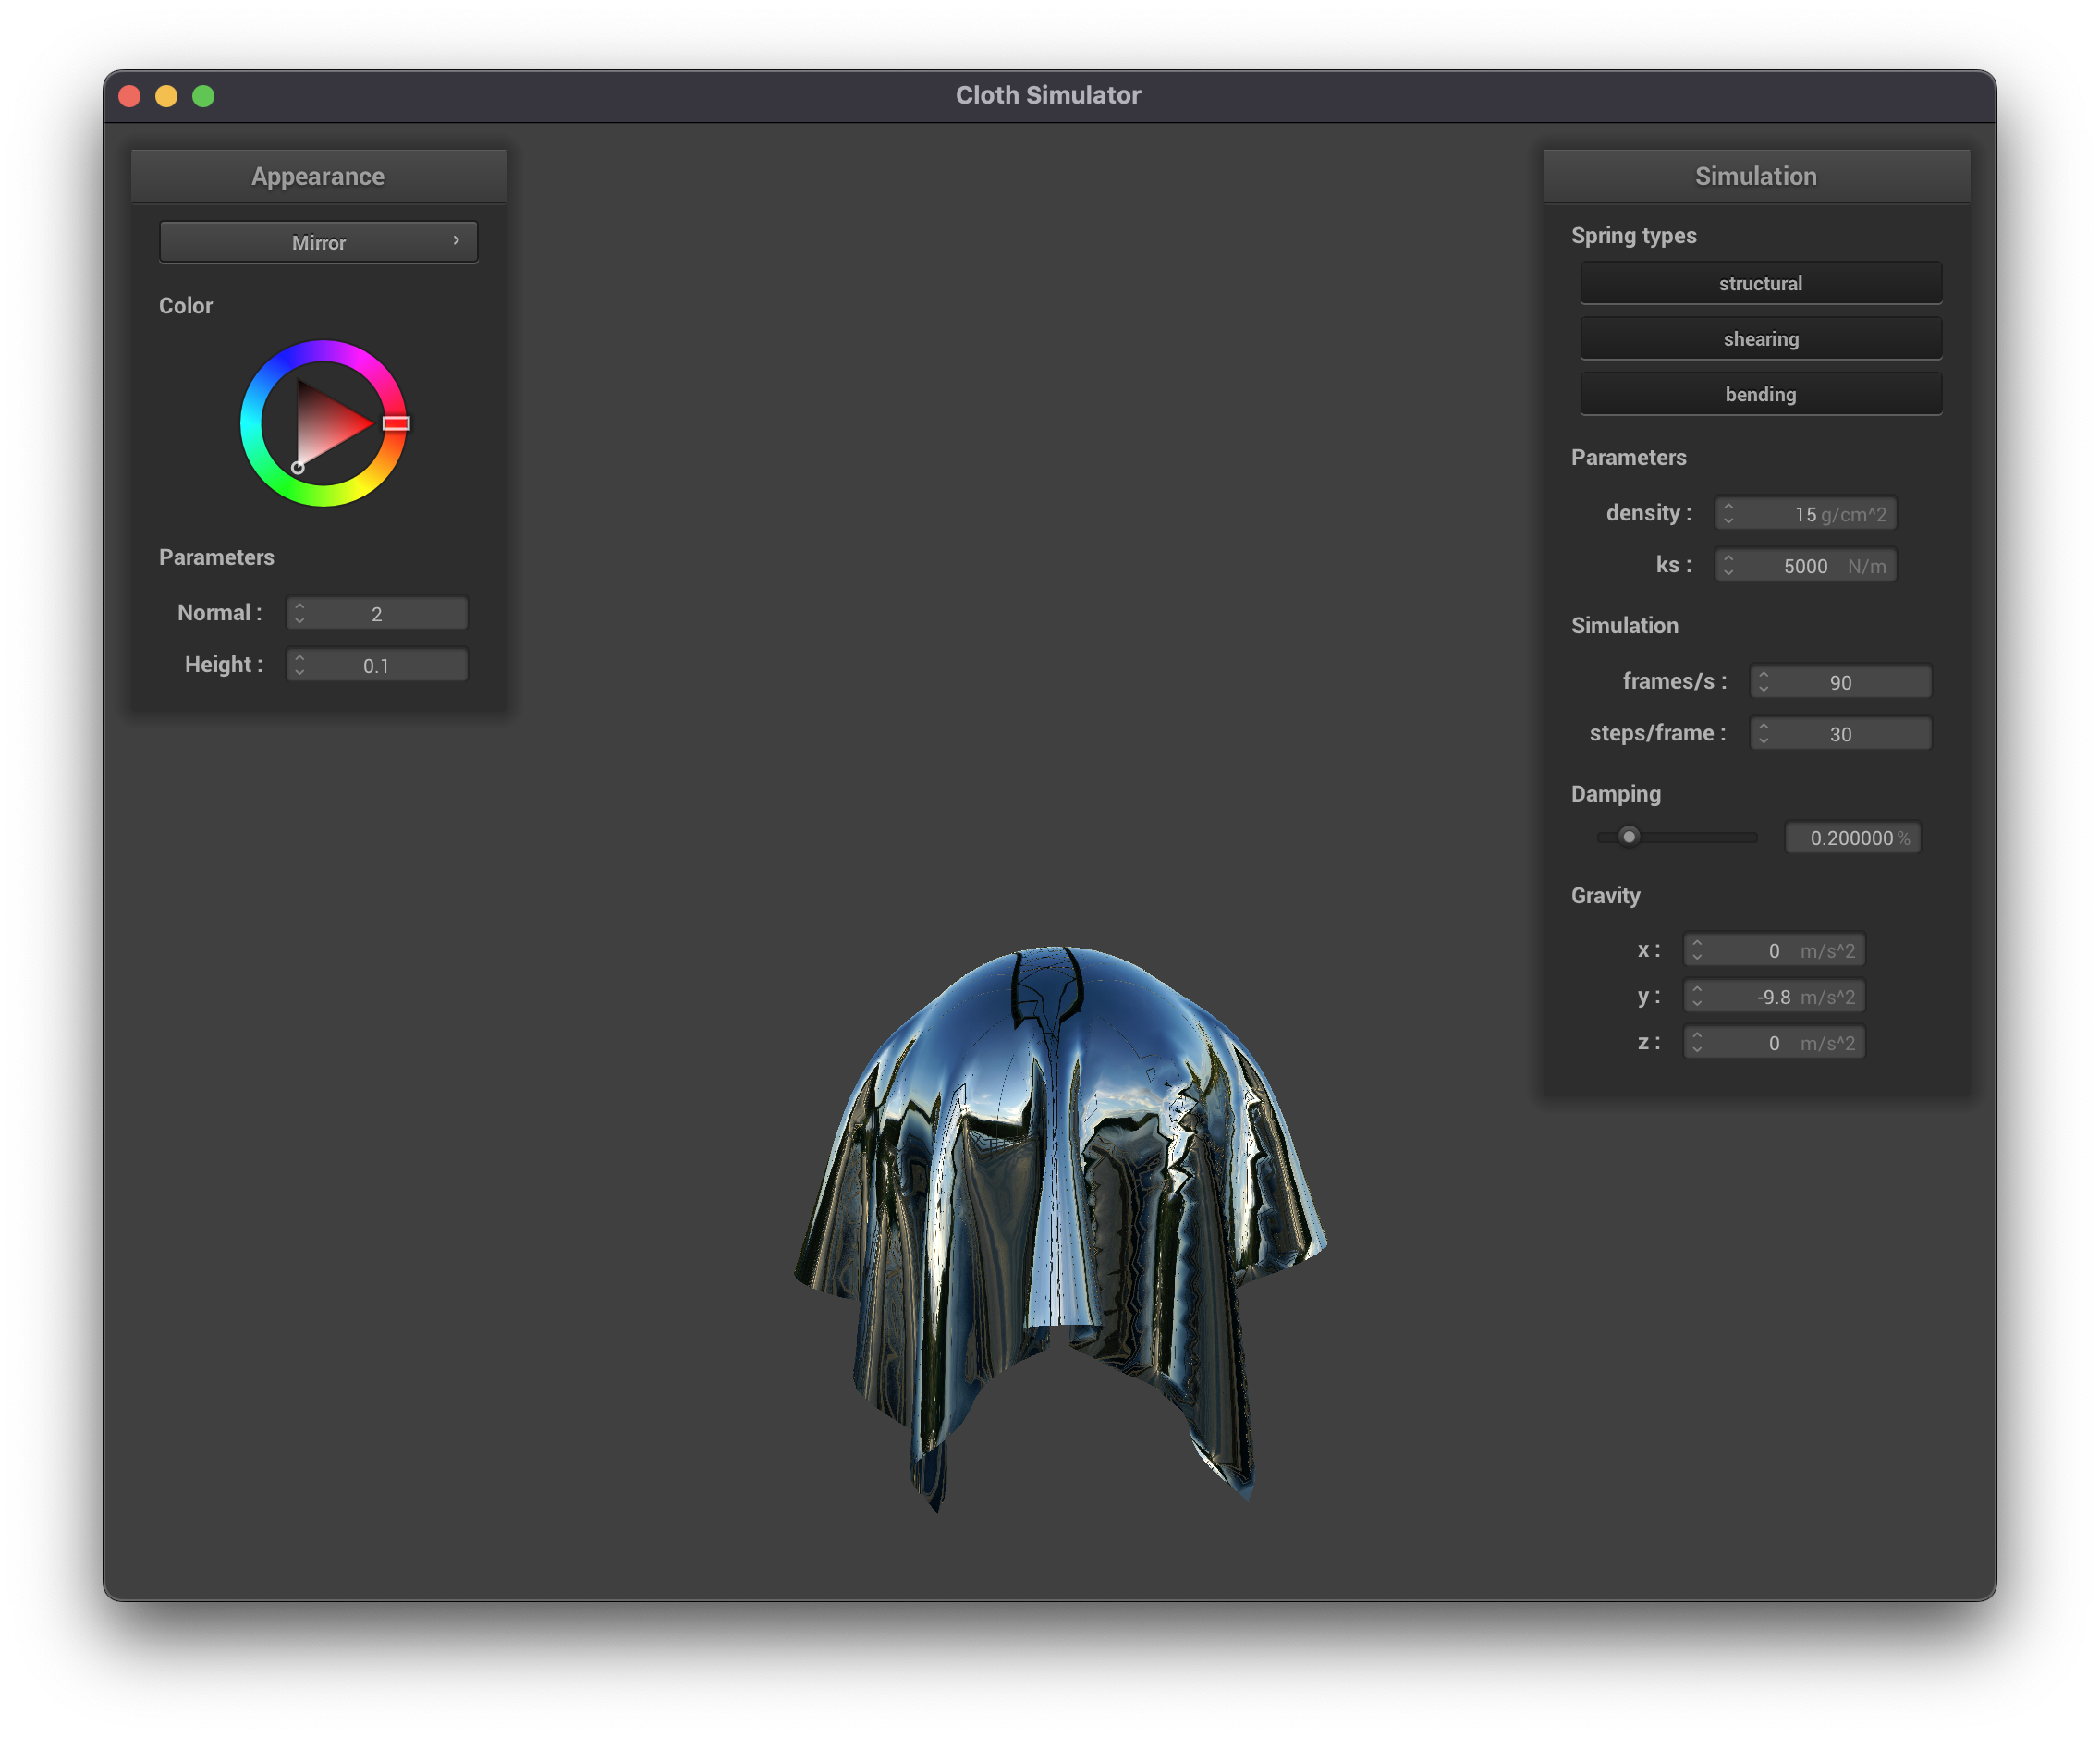 Cloth Simulator
Appearance
Mirror
Color
Parameters
Normal : 2
Height : 0.1
Simulation
Spring types
structural
shearing
bending
Parameters
density : 15 g/cm^2
ks : 5000 N/m
Simulation
frames/s : 90
steps/frame : 30
Damping
0.200000 %
Gravity
x : 0 m/s^2
y : -9.8 m/s^2
z : 0 m/s^2